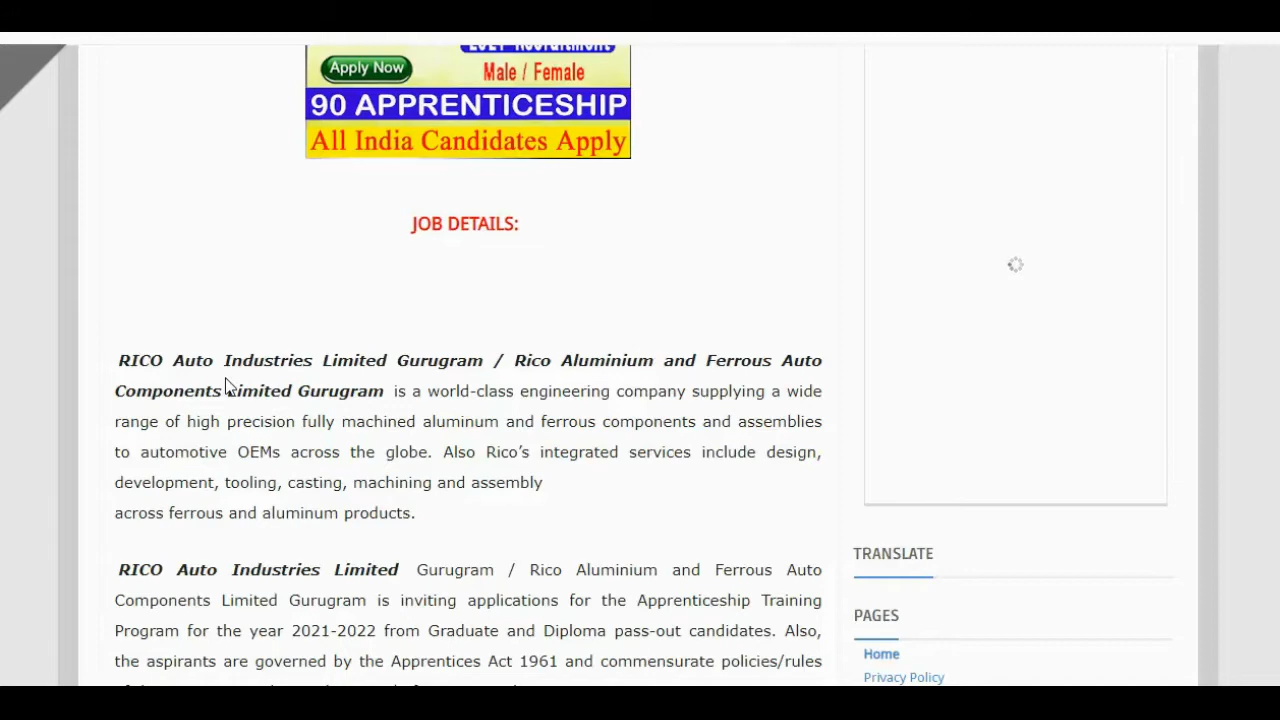 2021 Recruitment
Apply Now
Male / Female
90 APPRENTICESHIP
All India Candidates Apply
JOB DETAILS:
RICO Auto Industries Limited Gurugram / Rico Aluminium and Ferrous Auto
Components Limited Gurugram is a world-class engineering company supplying a wide
range of high precision fully machined aluminum and ferrous components and assemblies
to automotive OEMs across the globe. Also Rico's integrated services include design,
development, tooling, casting, machining and assembly
across ferrous and aluminum products.
RICO Auto Industries Limited Gurugram / Rico Aluminium and Ferrous Auto
Components Limited Gurugram is inviting applications for the Apprenticeship Training
Program for the year 2021-2022 from Graduate and Diploma pass-out candidates. Also,
the aspirants are governed by the Apprentices Act 1961 and commensurate policies/rules
TRANSLATE
PAGES
Home
Privacy Policy